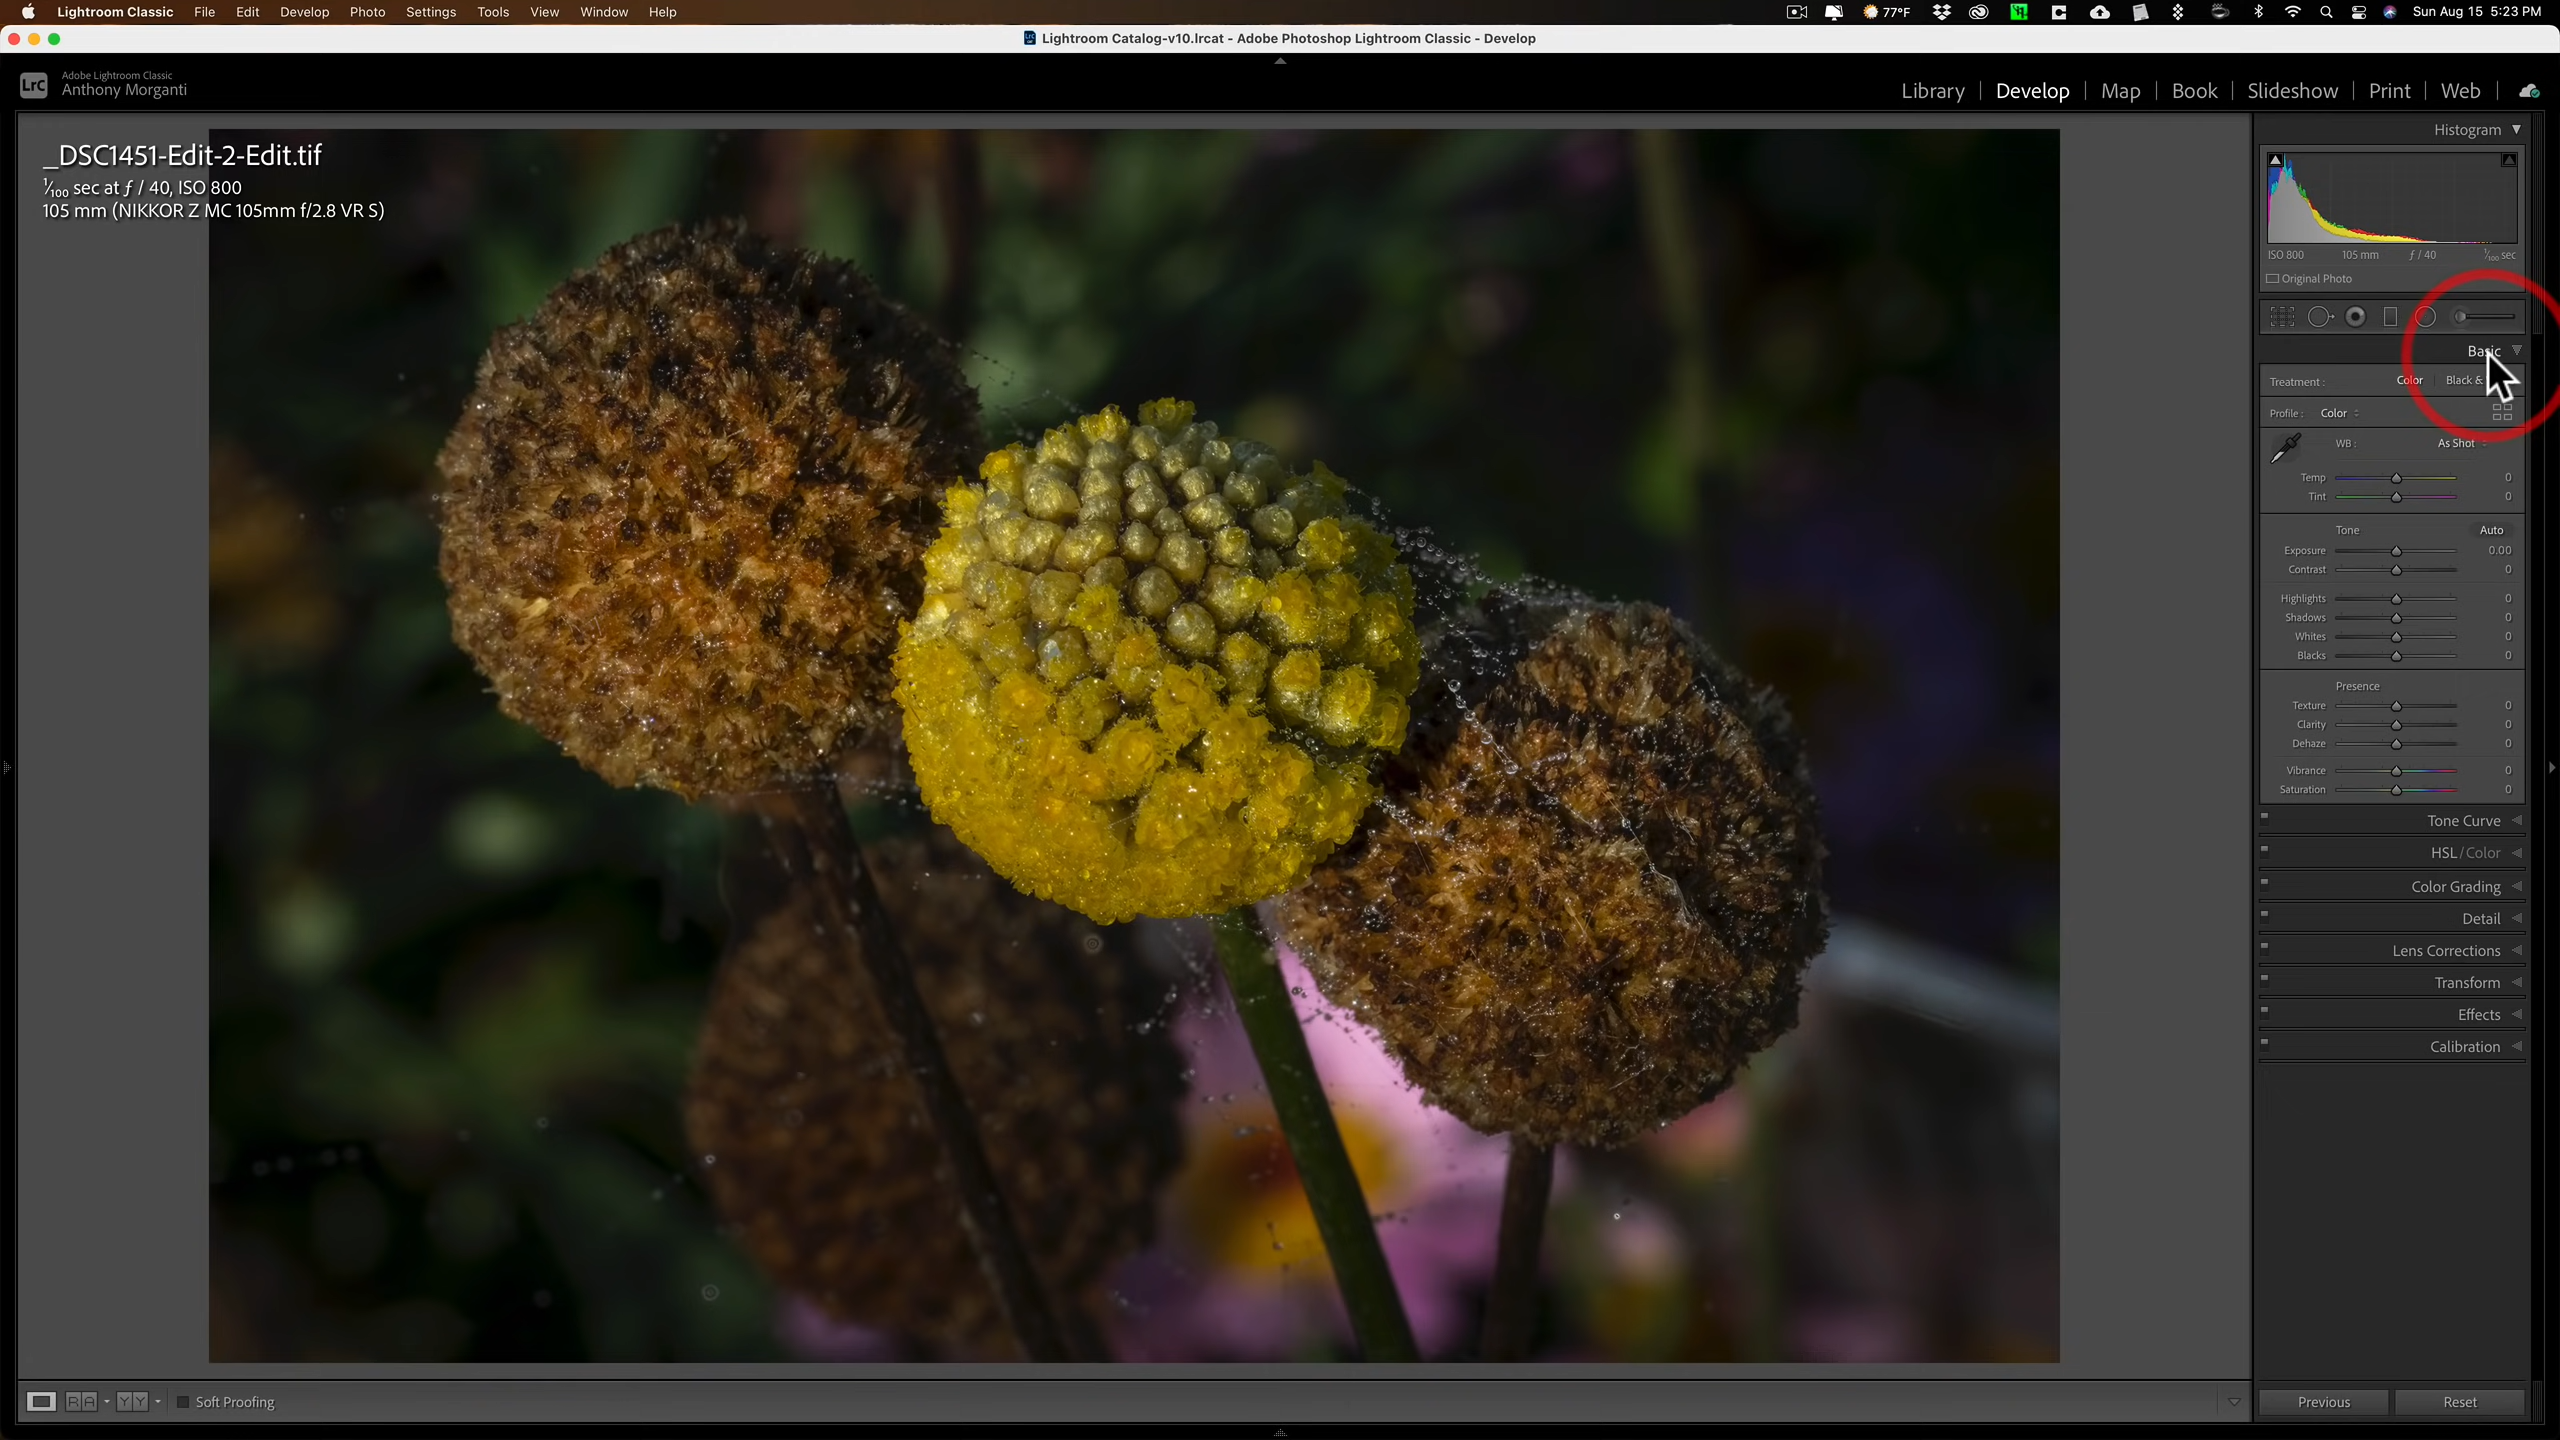 Lightroom Classic File Edit Develop Photo Settings Tools View Window Help 77°F Sun Aug 15 5:23 PM
Lightroom Catalog-v10.lrcat - Adobe Photoshop Lightroom Classic - Develop
LrC
Adobe Lightroom Classic
Anthony Morganti
Library | Develop | Map | Book | Slideshow | Print | Web
_DSC1451-Edit-2-Edit.tif
1/100 sec at ƒ / 40, ISO 800
105 mm (NIKKOR Z MC 105mm f/2.8 VR S)
Histogram
ISO 800 105 mm ƒ / 40 1/100 sec
Original Photo
Basic
Treatment : Color Black &
Profile : Color
WB : As Shot
Temp 0
Tint 0
Tone Auto
Exposure 0.00
Contrast 0
Highlights 0
Shadows 0
Whites 0
Blacks 0
Presence
Texture 0
Clarity 0
Dehaze 0
Vibrance 0
Saturation 0
Tone Curve
HSL / Color
Color Grading
Detail
Lens Corrections
Transform
Effects
Calibration
R A Y Y Soft Proofing
Previous Reset